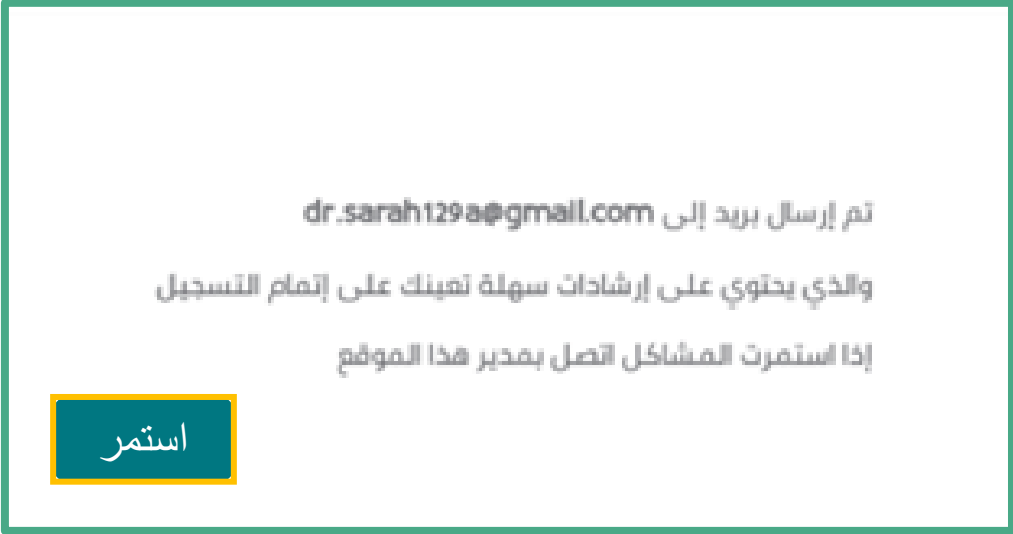 تم إرسال بريد إلى dr.sarah129a@gmail.com
والذي يحتوي على إرشادات سهلة تعينك على إتمام التسجيل
إذا استمرت المشاكل اتصل بمدير هذا الموقع
استمر